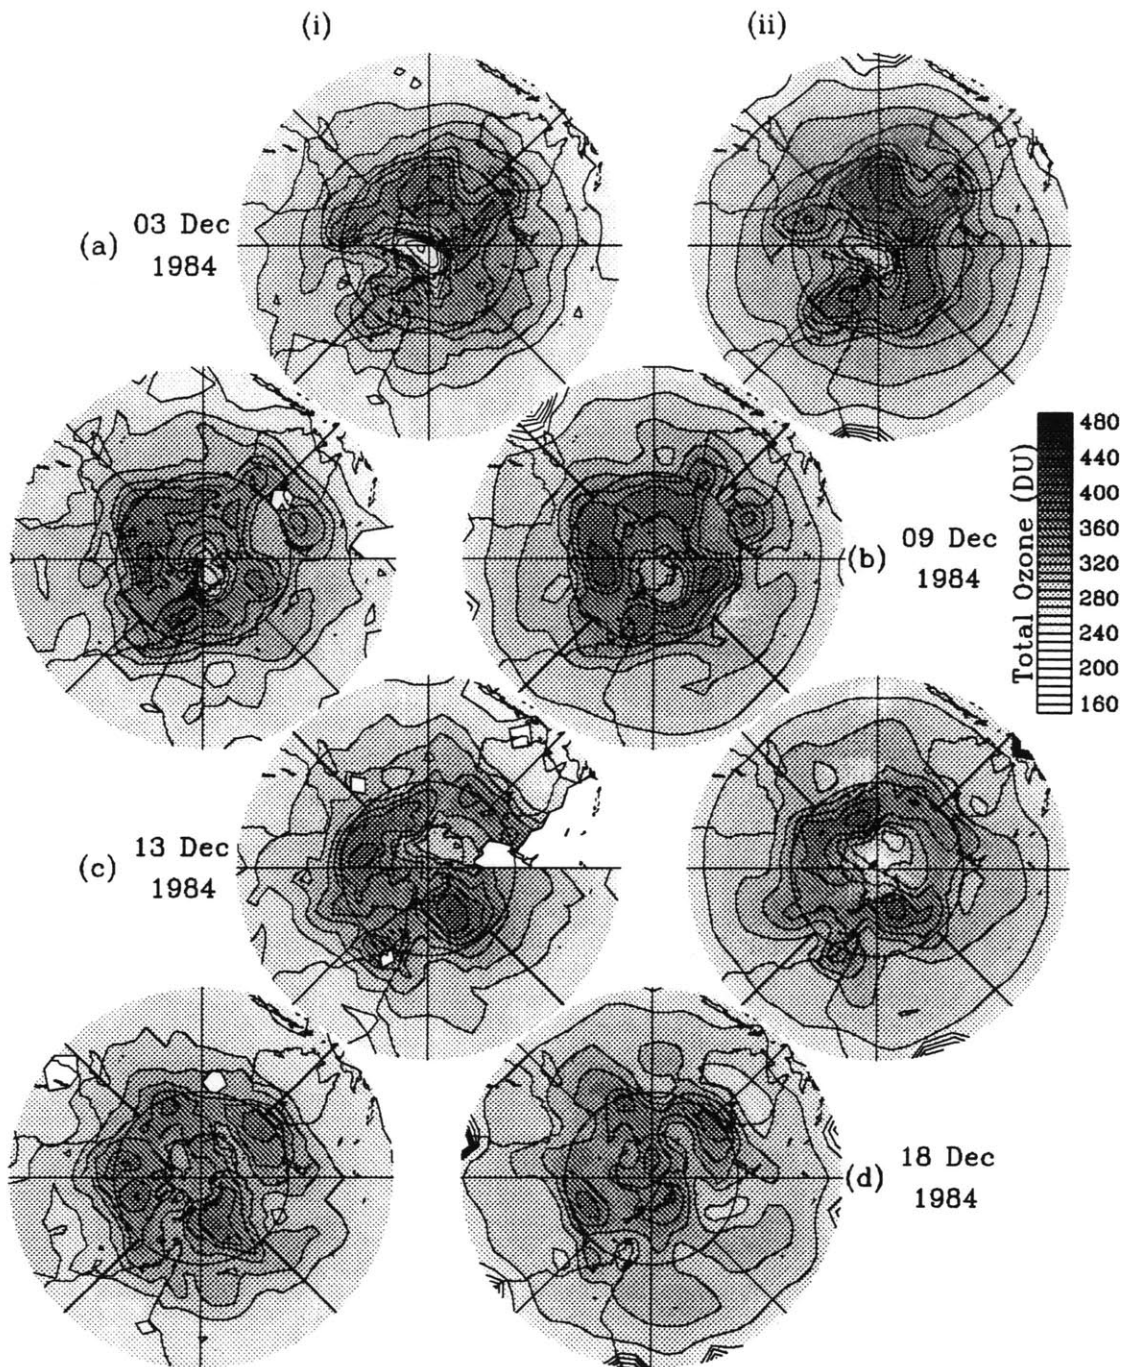 (i)
(ii)
(a) 03 Dec
1984
(b) 09 Dec
1984
Total Ozone (DU)
480
440
400
360
320
280
240
200
160
(c) 13 Dec
1984
(d) 18 Dec
1984